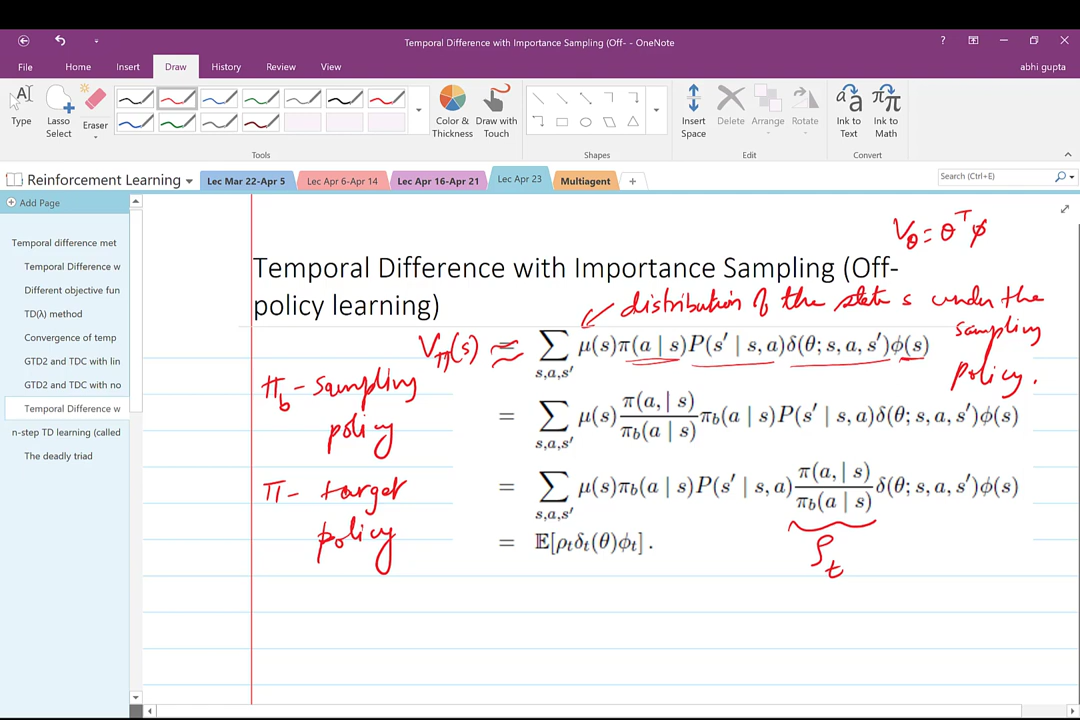 Temporal Difference with Importance Sampling (Off- - OneNote
?
File Home Insert Draw History Review View
abhi gupta
Type
Lasso Select
Eraser
Color & Thickness
Draw with Touch
Insert Space
Delete
Arrange
Rotate
Ink to Text
Ink to Math
Tools
Shapes
Edit
Convert
Reinforcement Learning
Lec Mar 22-Apr 5
Lec Apr 6-Apr 14
Lec Apr 16-Apr 21
Lec Apr 23
Multiagent
+
Search (Ctrl+E)
Add Page
Temporal difference met
Temporal Difference w
Different objective fun
TD(λ) method
Convergence of temp
GTD2 and TDC with lin
GTD2 and TDC with no
Temporal Difference w
n-step TD learning (called
The deadly triad
V_θ = θ^T φ
Temporal Difference with Importance Sampling (Off-
policy learning)
distribution of the state s under the
sampling
policy.
V_π(s) ≈ = ∑_{s,a,s′} μ(s)π(a | s)P(s′ | s, a)δ(θ; s, a, s′)ϕ(s)
π_b - sampling
policy
= ∑_{s,a,s′} μ(s) π(a, | s)/π_b(a | s) π_b(a | s)P(s′ | s, a)δ(θ; s, a, s′)ϕ(s)
π - target
policy
= ∑_{s,a,s′} μ(s)π_b(a | s)P(s′ | s, a) π(a, | s)/π_b(a | s) δ(θ; s, a, s′)ϕ(s)
ρ_t
= 𝔼[ρ_tδ_t(θ)ϕ_t] .